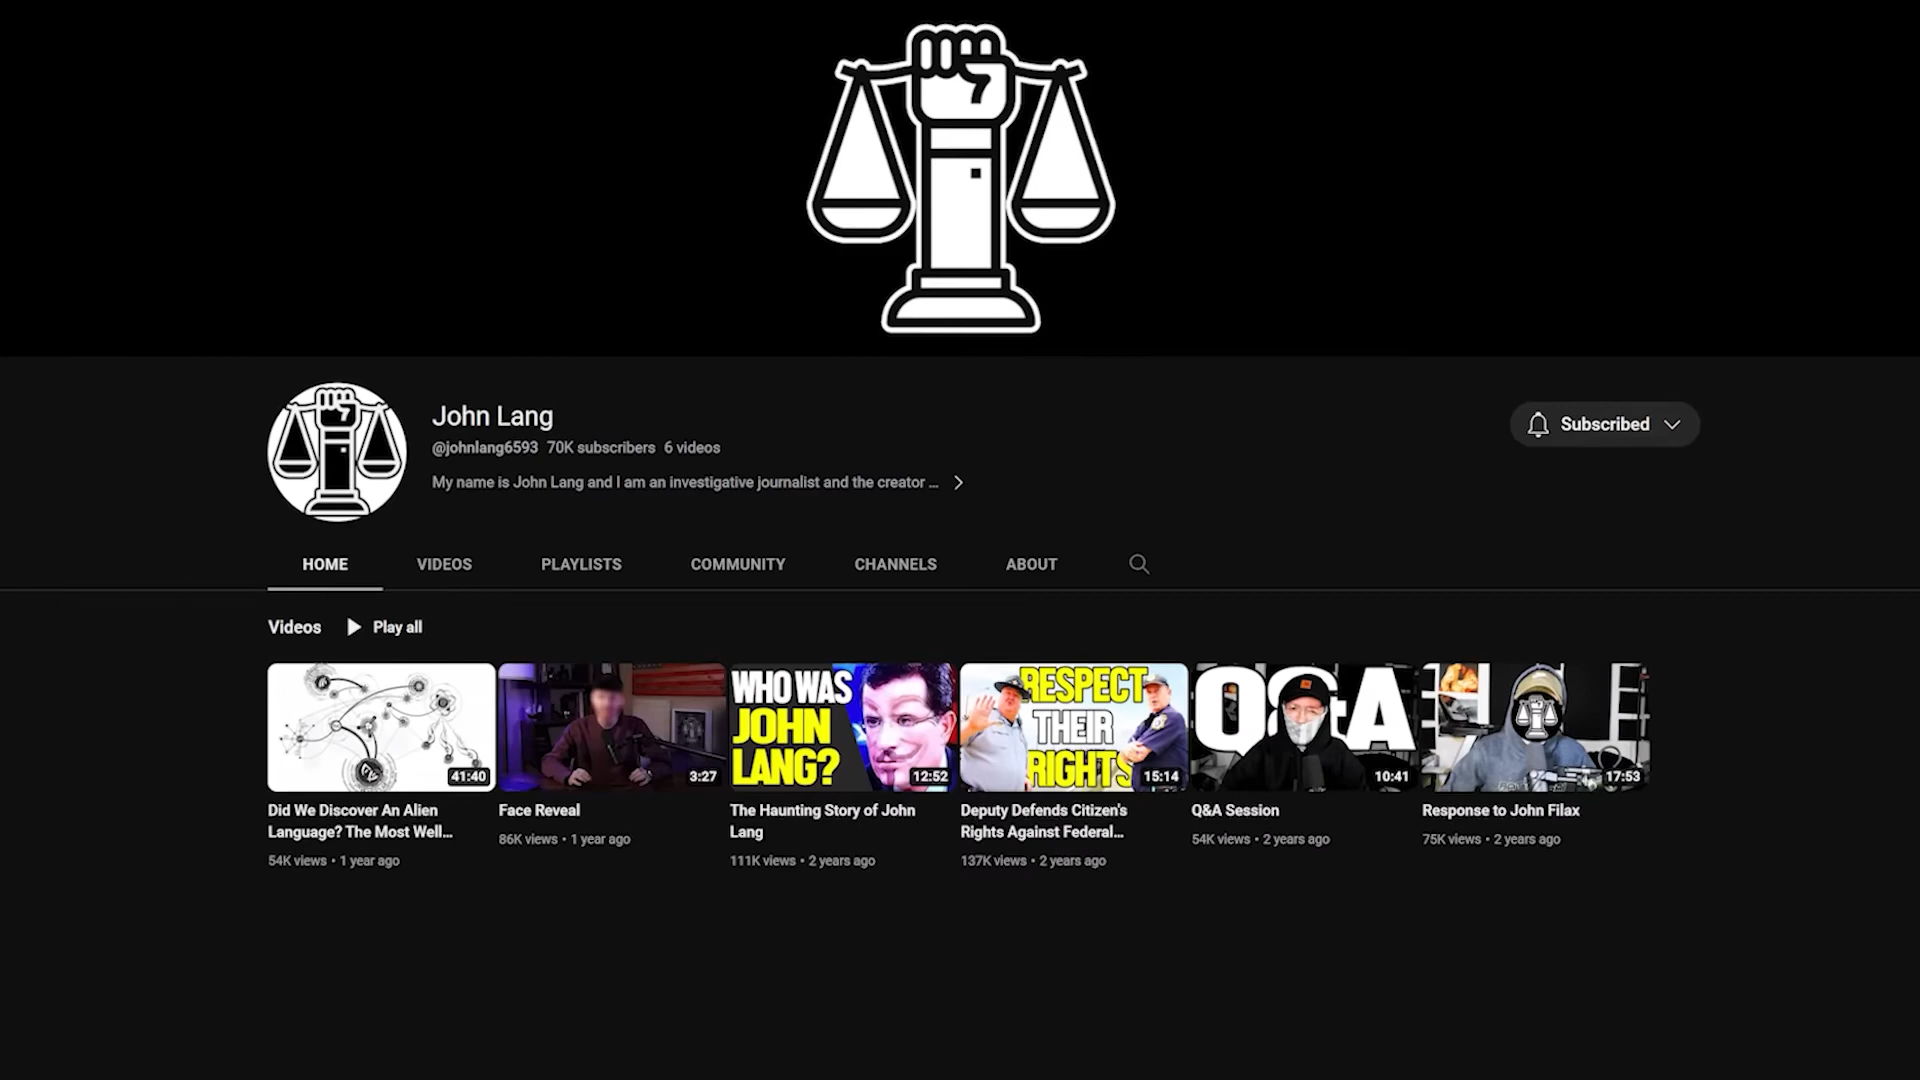 7
7
John Lang
@johnlang6593 70K subscribers 6 videos
My name is John Lang and I am an investigative journalist and the creator ...
Subscribed
HOME VIDEOS PLAYLISTS COMMUNITY CHANNELS ABOUT
Videos Play all
WHO WAS
JOHN
LANG?
RESPECT
THEIR
RIGHTS
Q&A
41:40 3:27 12:52 15:14 10:41 17:53
Did We Discover An Alien
Language? The Most Well...
54K views • 1 year ago
Face Reveal
86K views • 1 year ago
The Haunting Story of John
Lang
111K views • 2 years ago
Deputy Defends Citizen's
Rights Against Federal...
137K views • 2 years ago
Q&A Session
54K views • 2 years ago
Response to John Filax
75K views • 2 years ago